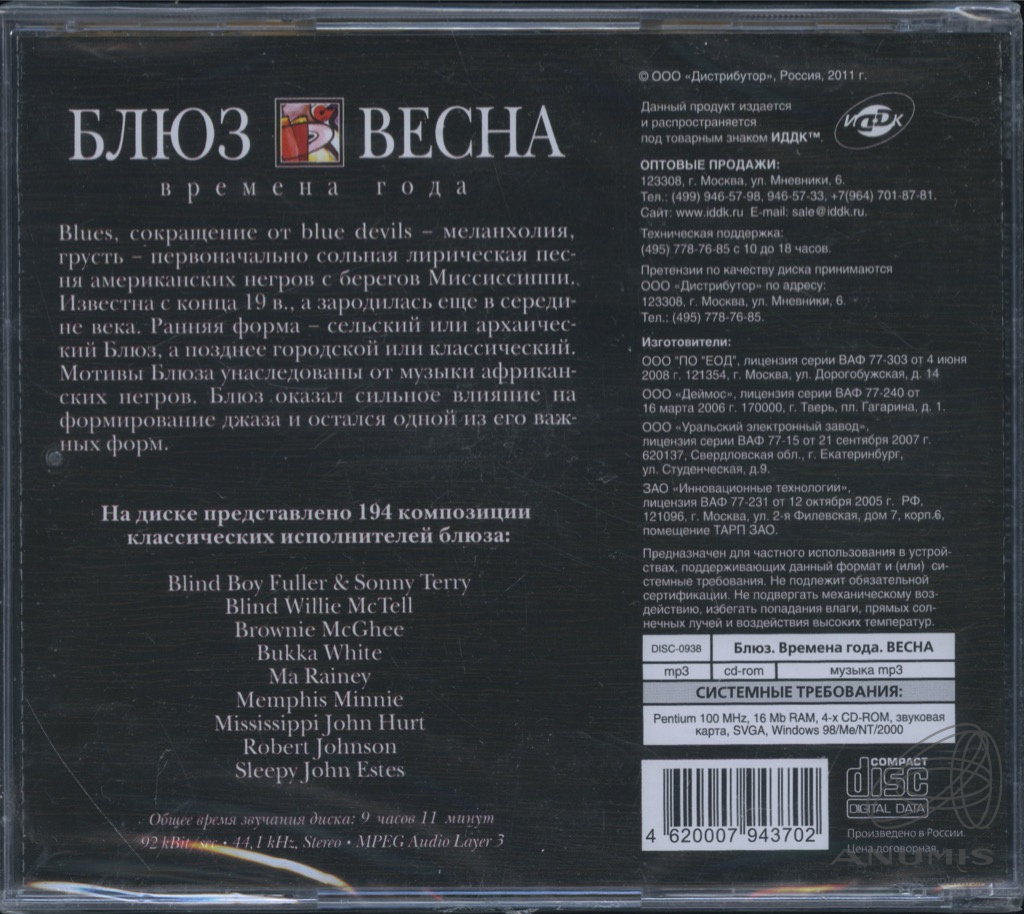 БЛЮЗ ВЕСНА
времена года
Blues, сокращение от blue devils – меланхолия,
грусть – первоначально сольная лирическая пес-
ня американских негров с берегов Миссиссиппи.
Известна с конца 19 в., а зародилась еще в середи-
не века. Ранняя форма – сельский или архаичес-
кий Блюз, а позднее городской или классический.
Мотивы Блюза унаследованы от музыки африкан-
ских негров. Блюз оказал сильное влияние на
формирование джаза и остался одной из его важ-
ных форм.
На диске представлено 194 композиции
классических исполнителей блюза:
Blind Boy Fuller & Sonny Terry
Blind Willie McTell
Brownie McGhee
Bukka White
Ma Rainey
Memphis Minnie
Mississippi John Hurt
Robert Johnson
Sleepy John Estes
Общее время звучания диска: 9 часов 11 минут
92 kBit/sec • 44,1 kHz, Stereo • MPEG Audio Layer 3
© ООО «Дистрибутор», Россия, 2011 г.
Данный продукт издается
и распространяется
под товарным знаком ИДДК™.
ИДДК
ОПТОВЫЕ ПРОДАЖИ:
123308, г. Москва, ул. Мневники, 6.
Тел.: (499) 946-57-98, 946-57-33, +7(964) 701-87-81.
Сайт: www.iddk.ru E-mail: sale@iddk.ru.
Техническая поддержка:
(495) 778-76-85 с 10 до 18 часов.
Претензии по качеству диска принимаются
ООО «Дистрибутор» по адресу:
123308, г. Москва, ул. Мневники, 6.
Тел.: (495) 778-76-85.
Изготовители:
ООО "ПО "ЕОД", лицензия серии ВАФ 77-303 от 4 июня
2008 г. 121354, г. Москва, ул. Дорогобужская, д. 14
ООО «Деймос», лицензия серии ВАФ 77-240 от
16 марта 2006 г. 170000, г. Тверь, пл. Гагарина, д. 1.
ООО «Уральский электронный завод»,
лицензия серии ВАФ 77-15 от 21 сентября 2007 г.
620137, Свердловская обл., г. Екатеринбург,
ул. Студенческая, д.9.
ЗАО «Инновационные технологии»,
лицензия ВАФ 77-231 от 12 октября 2005 г. РФ,
121096, г. Москва, ул. 2-я Филевская, дом 7, корп.6,
помещение ТАРП ЗАО.
Предназначен для частного использования в устрой-
ствах, поддерживающих данный формат и (или) си-
стемные требования. Не подлежит обязательной
сертификации. Не подвергать механическому воз-
действию, избегать попадания влаги, прямых сол-
нечных лучей и воздействия высоких температур.
DISC-0938 Блюз. Времена года. ВЕСНА
mp3 cd-rom музыка mp3
СИСТЕМНЫЕ ТРЕБОВАНИЯ:
Pentium 100 MHz, 16 Mb RAM, 4-x CD-ROM, звуковая
карта, SVGA, Windows 98/Me/NT/2000
4 620007 943702
COMPACT
disc
DIGITAL DATA
Произведено в России.
Цена договорная.
ANUMIS